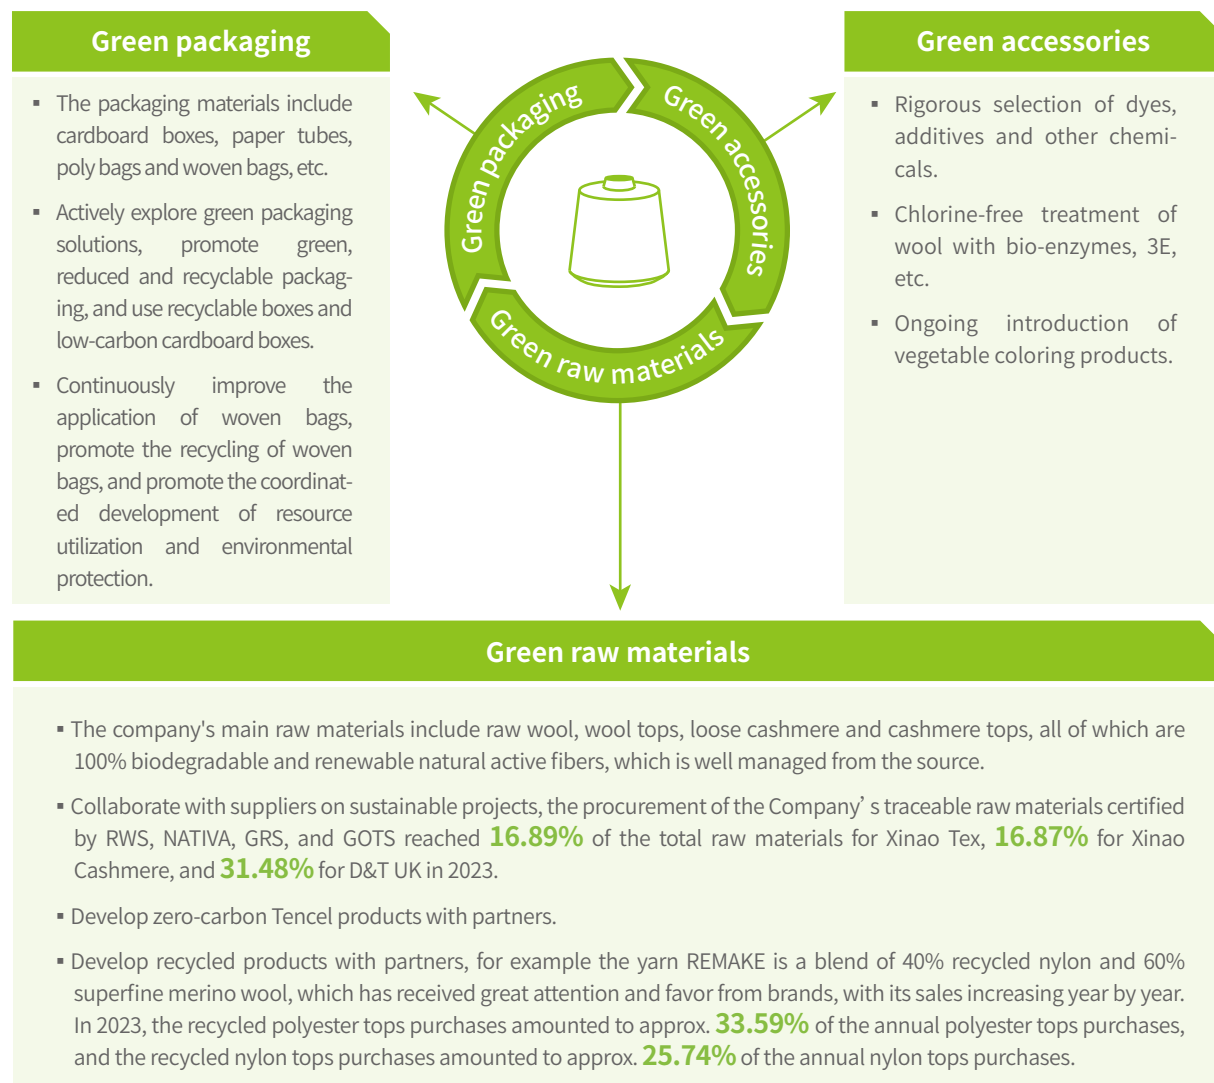 Green packaging
▪ The packaging materials include
cardboard boxes, paper tubes,
poly bags and woven bags, etc.
▪ Actively explore green packaging
solutions, promote green,
reduced and recyclable packag-
ing, and use recyclable boxes and
low-carbon cardboard boxes.
▪ Continuously improve the
application of woven bags,
promote the recycling of woven
bags, and promote the coordinat-
ed development of resource
utilization and environmental
protection.
Green packaging
Green accessories
Green raw materials
Green accessories
▪ Rigorous selection of dyes,
additives and other chemi-
cals.
▪ Chlorine-free treatment of
wool with bio-enzymes, 3E,
etc.
▪ Ongoing introduction of
vegetable coloring products.
Green raw materials
▪ The company's main raw materials include raw wool, wool tops, loose cashmere and cashmere tops, all of which are
100% biodegradable and renewable natural active fibers, which is well managed from the source.
▪ Collaborate with suppliers on sustainable projects, the procurement of the Company’s traceable raw materials certified
by RWS, NATIVA, GRS, and GOTS reached 16.89% of the total raw materials for Xinao Tex, 16.87% for Xinao
Cashmere, and 31.48% for D&T UK in 2023.
▪ Develop zero-carbon Tencel products with partners.
▪ Develop recycled products with partners, for example the yarn REMAKE is a blend of 40% recycled nylon and 60%
superfine merino wool, which has received great attention and favor from brands, with its sales increasing year by year.
In 2023, the recycled polyester tops purchases amounted to approx. 33.59% of the annual polyester tops purchases,
and the recycled nylon tops purchases amounted to approx. 25.74% of the annual nylon tops purchases.